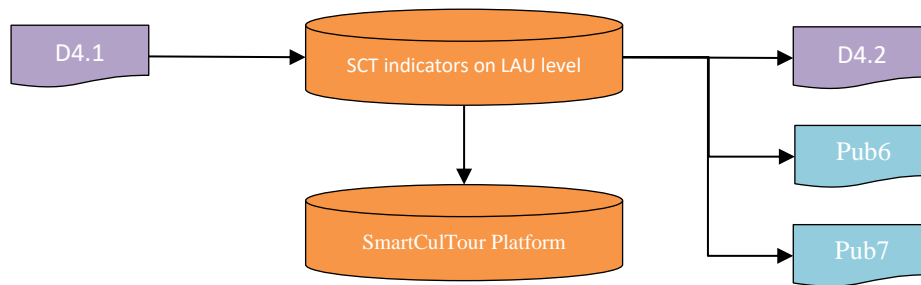 D4.1
SCT indicators on LAU level
D4.2
Pub6
SmartCulTour Platform
Pub7